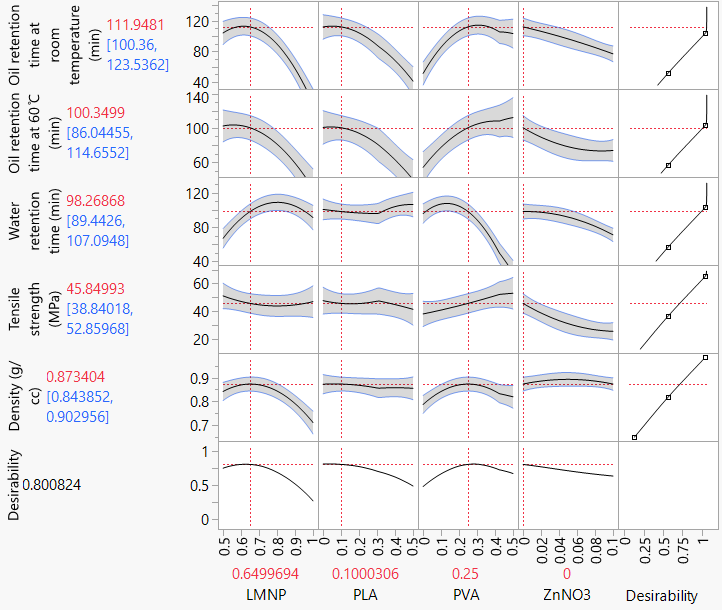 Oil retention
time at
room
temperature
(min)
111.9481
[100.36,
123.5362]
120
100
80
60
40
Oil retention
time at 60℃
(min)
100.3499
[86.04455,
114.6552]
140
100
60
Water
retention
time (min)
98.26868
[89.4426,
107.0948]
120
80
40
Tensile
strength
(MPa)
45.84993
[38.84018,
52.85968]
60
40
20
Density (g/
cc)
0.873404
[0.843852,
0.902956]
0.9
0.8
0.7
Desirability
0.800824
1
0.5
0
0.5 0.6 0.7 0.8 0.9 1
0 0.1 0.2 0.3 0.4 0.5
0 0.1 0.2 0.3 0.4 0.5
0 0.02 0.04 0.06 0.08 0.1
0 0.25 0.5 0.75 1
0.6499694 0.1000306 0.25 0
LMNP PLA PVA ZnNO3 Desirability